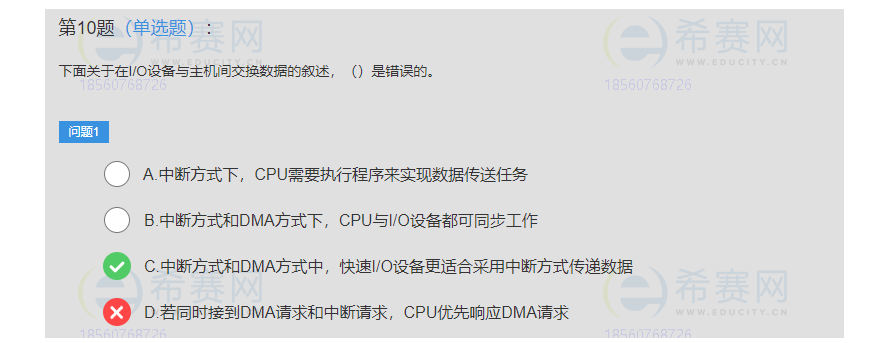 第10题（单选题）：
希赛网
WWW.EDUCITY.CN
希赛网
WWW.EDUCITY.CN
下面关于在I/O设备与主机间交换数据的叙述，（）是错误的。
18560768726
18560768726
问题1
A.中断方式下，CPU需要执行程序来实现数据传送任务
B.中断方式和DMA方式下，CPU与I/O设备都可同步工作
C.中断方式和DMA方式中，快速I/O设备更适合采用中断方式传递数据
希赛网
WWW.EDUCITY.CN
希赛网
WWW.EDUCITY.CN
D.若同时接到DMA请求和中断请求，CPU优先响应DMA请求
18560768726
18560768726